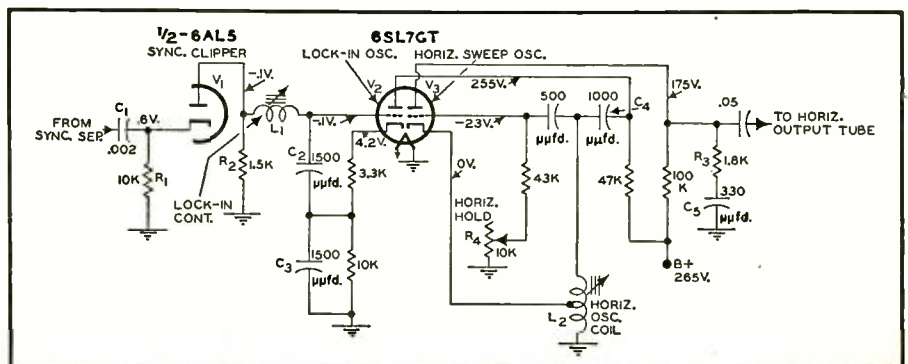 1/2-6AL5
SYNC. CLIPPER
V1
-.1V.
FROM
SYNC. SEP.
C1
.002
.6V.
10K
R1
R2
1.5K
LOCK-IN
CONT.
L1
6SL7GT
LOCK-IN OSC.
HORIZ. SWEEP OSC.
V2
V3
-.1V.
4.2V.
255V.
-23V.
0V.
175V.
C2
1500
μμfd.
3.3K
C3
1500
μμfd.
10K
500
μμfd.
1000
μμfd.
C4
43K
HORIZ.
HOLD
R4
10K
47K
100
K
L2
HORIZ.
OSC.
COIL
B+
265V.
.05
TO HORIZ.
OUTPUT TUBE
R3
1.8K
C5
330
μμfd.